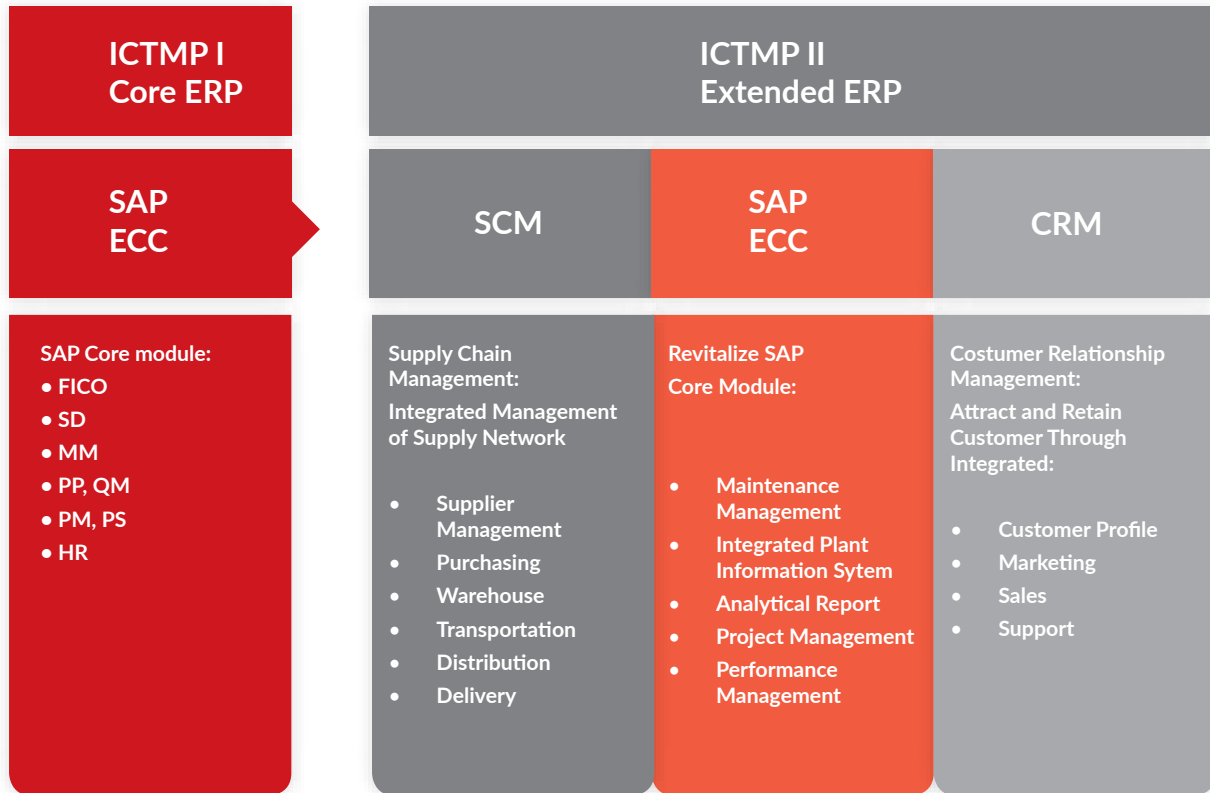 ICTMP I
Core ERP
ICTMP II
Extended ERP
SAP
ECC
SCM
SAP
ECC
CRM
SAP Core module:
• FICO
• SD
• MM
• PP, QM
• PM, PS
• HR
Supply Chain
Management:
Integrated Management
of Supply Network
• Supplier
Management
• Purchasing
• Warehouse
• Transportation
• Distribution
• Delivery
Revitalize SAP
Core Module:
• Maintenance
Management
• Integrated Plant
Information Sytem
• Analytical Report
• Project Management
• Performance
Management
Costumer Relationship
Management:
Attract and Retain
Customer Through
Integrated:
• Customer Profile
• Marketing
• Sales
• Support